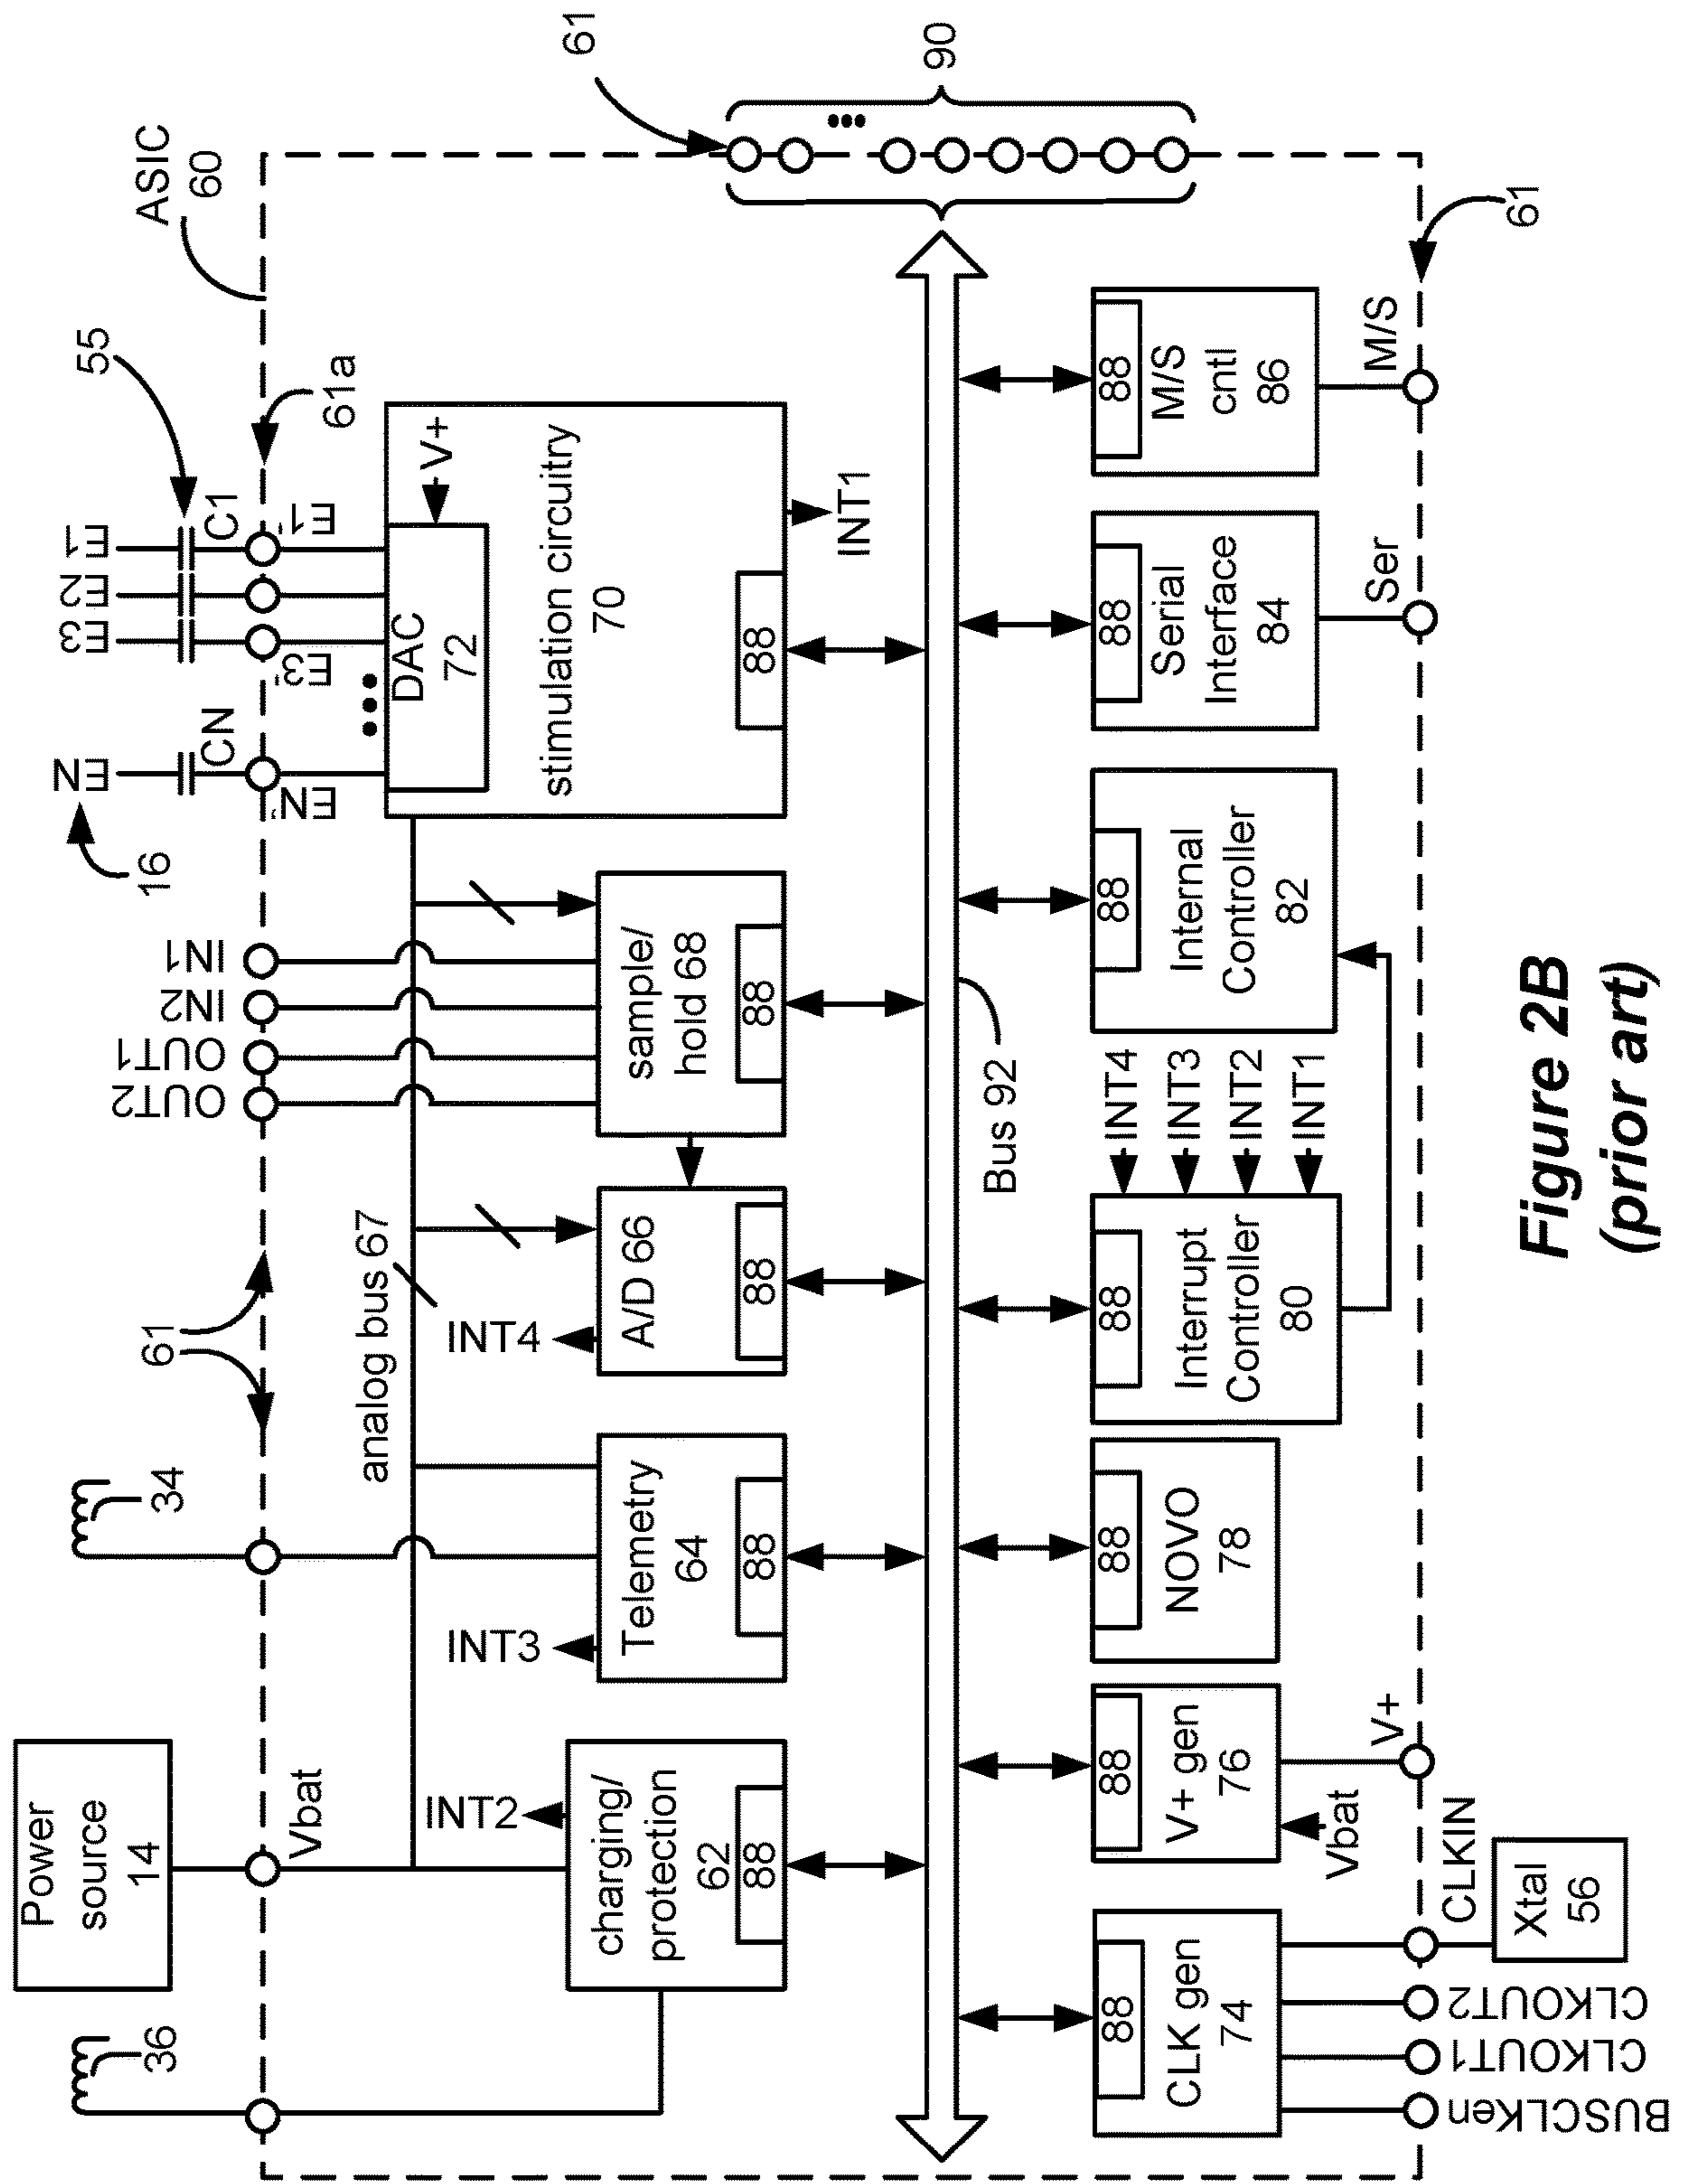 ASIC
60
61
90
55
61a
16
E1
E2
E3
EN
C1
CN
E1'
E3'
EN'
IN1
IN2
OUT1
OUT2
61
34
36
Power
source
14
Vbat
analog bus 67
INT2
charging/
protection
62
88
INT3
Telemetry
64
88
INT4
A/D 66
88
sample/
hold 68
88
DAC
72
V+
stimulation circuitry
70
88
INT1
Bus 92
88
CLK gen
74
88
V+ gen
76
Vbat
V+
88
NOVO
78
88
Interrupt
Controller
80
INT4
INT3
INT2
INT1
88
Internal
Controller
82
88
Serial
Interface
84
Ser
88
M/S
cntl
86
M/S
61
BUSCLKen
CLKOUT1
CLKOUT2
CLKIN
Xtal
56
Figure 2B
(prior art)